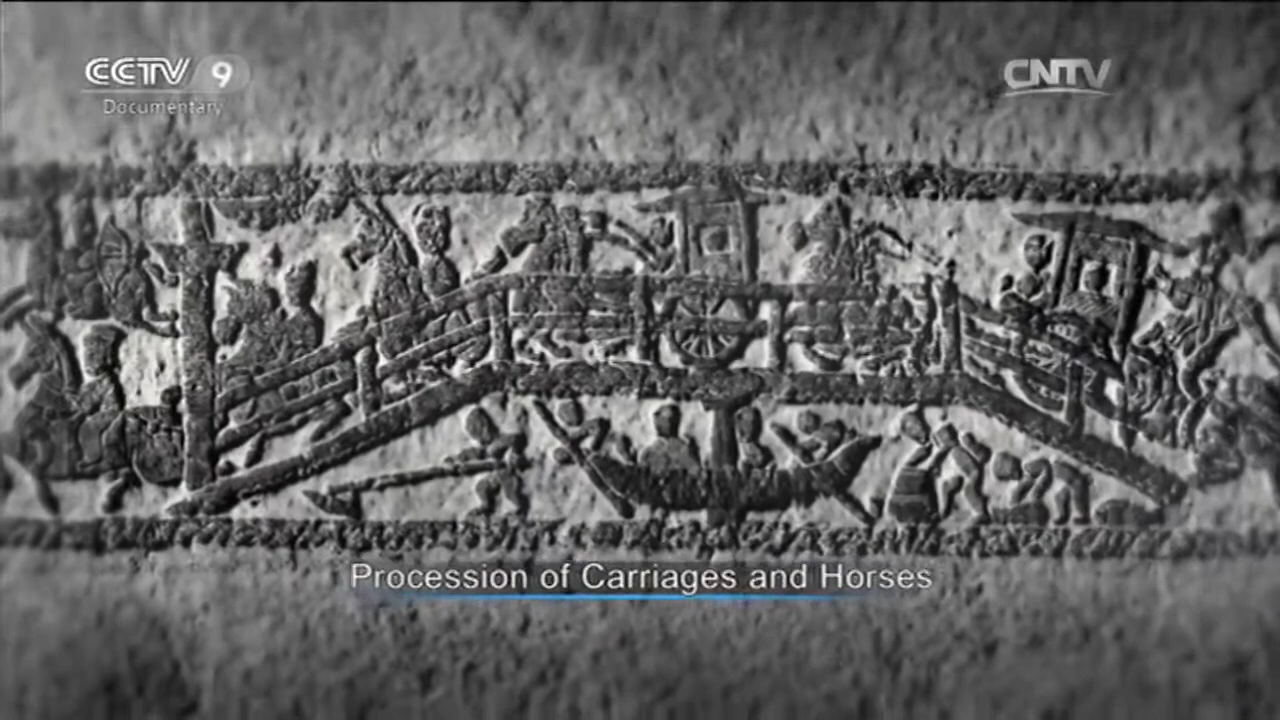 CCTV 9
Documentary
CNTV
Procession of Carriages and Horses